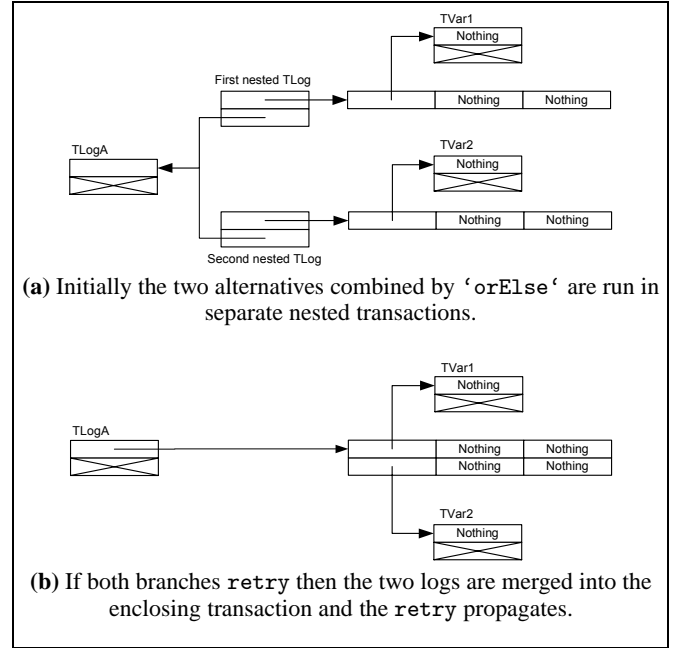 TVar1
Nothing
First nested TLog
Nothing Nothing
TLogA
TVar2
Nothing
Nothing Nothing
Second nested TLog
(a) Initially the two alternatives combined by ‘orElse‘ are run in
separate nested transactions.
TVar1
Nothing
TLogA
Nothing Nothing
Nothing Nothing
TVar2
Nothing
(b) If both branches retry then the two logs are merged into the
enclosing transaction and the retry propagates.